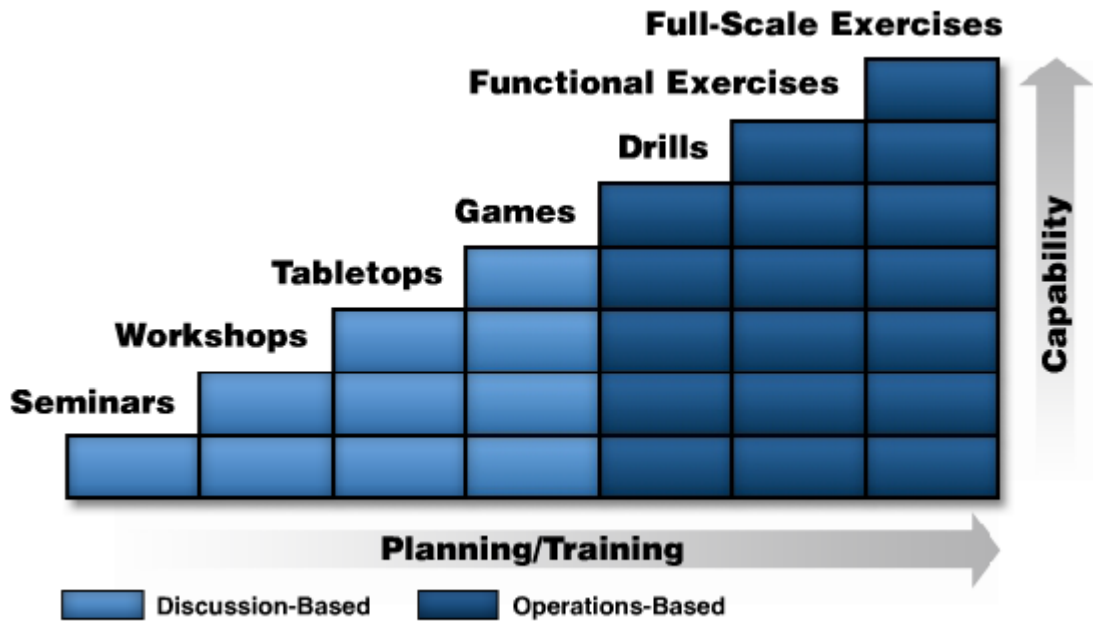 Full-Scale Exercises
Functional Exercises
Drills
Games
Tabletops
Workshops
Seminars
Capability
Planning/Training
Discussion-Based
Operations-Based